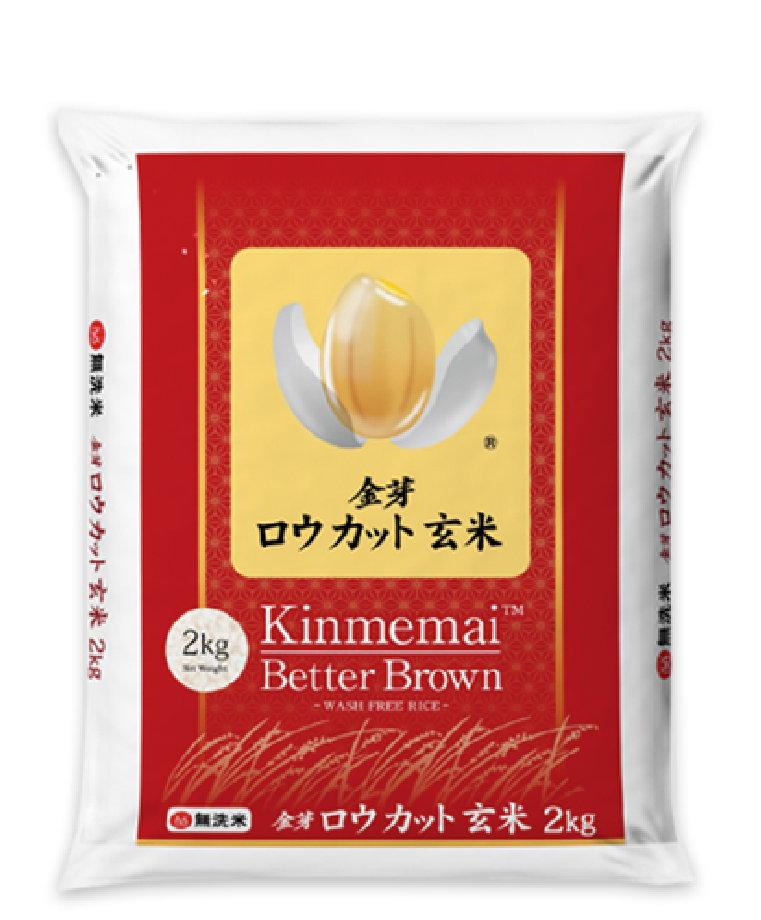 ®
金芽
ロウカット玄米
2kg
Net Weight
Kinmemai™
Better Brown
- WASH FREE RICE -
無洗米
金芽 ロウカット玄米 2kg
無洗米 金芽 ロウカット玄米 2kg
無洗米 金芽 ロウカット玄米 2kg